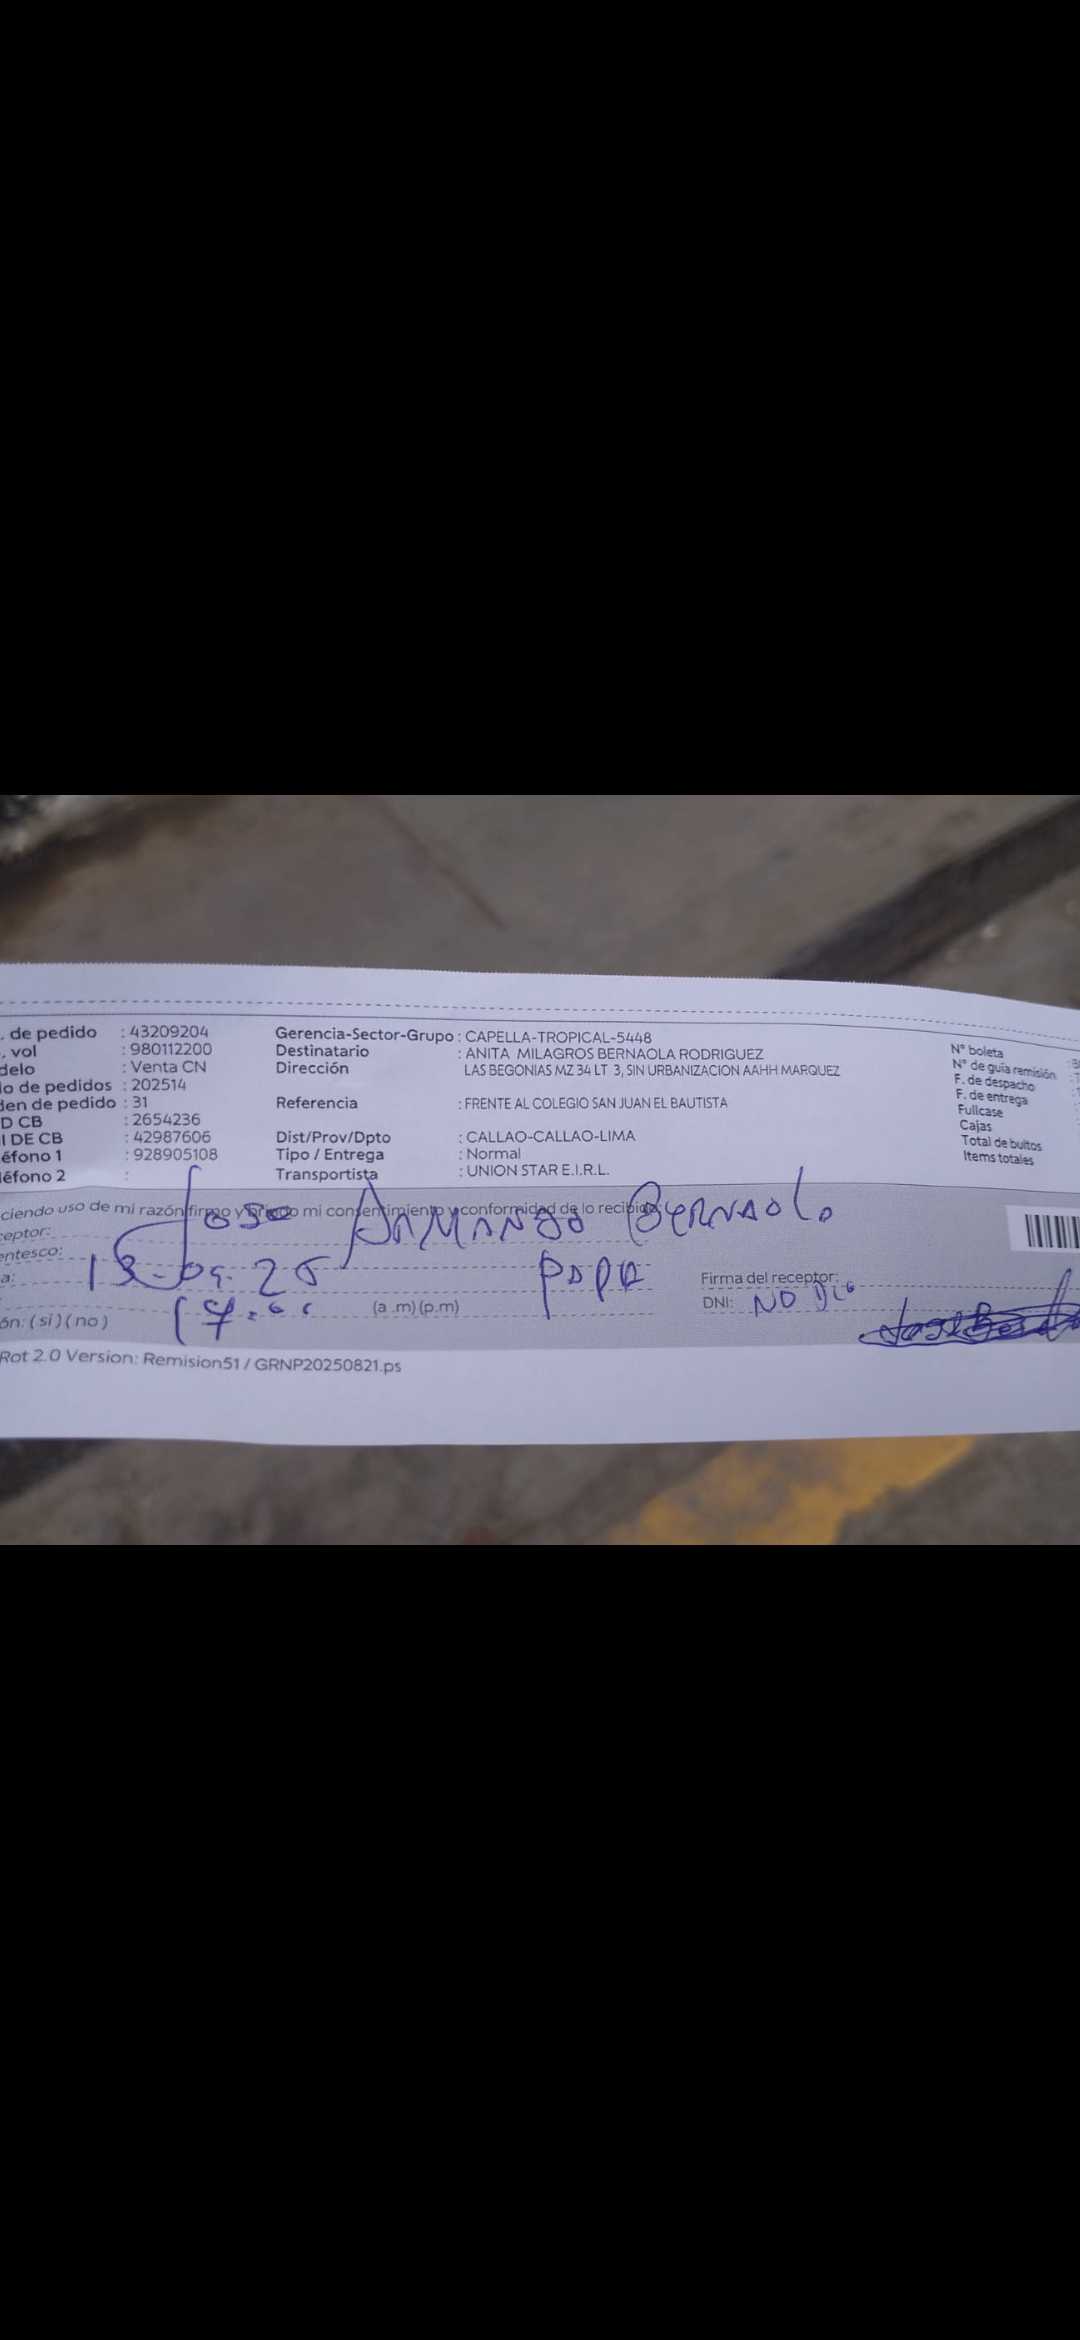 . de pedido : 43209204
. vol : 980112200
delo : Venta CN
lo de pedidos : 202514
den de pedido : 31
D CB : 2654236
I DE CB : 42987606
éfono 1 : 928905108
léfono 2 :
Gerencia-Sector-Grupo : CAPELLA-TROPICAL-5448
Destinatario : ANITA MILAGROS BERNAOLA RODRIGUEZ
Dirección LAS BEGONIAS MZ 34 LT 3, SIN URBANIZACION AAHH MARQUEZ
Referencia : FRENTE AL COLEGIO SAN JUAN EL BAUTISTA
Dist/Prov/Dpto : CALLAO-CALLAO-LIMA
Tipo / Entrega : Normal
Transportista : UNION STAR E.I.R.L.
N° boleta
N° de guía remisión
F. de despacho
F. de entrega
Fullcase
Cajas
Total de bultos
Items totales
ciendo uso de mi razón firmo y brindo mi consentimiento y conformidad de lo recibido
ceptor: Jose Armando Bernaola
entesco: PAPA
a: 13-09-25
17:00 (a .m) (p.m)
ón: ( si ) ( no )
Firma del receptor:
DNI: NO DIO
Rot 2.0 Version: Remision51 / GRNP20250821.ps